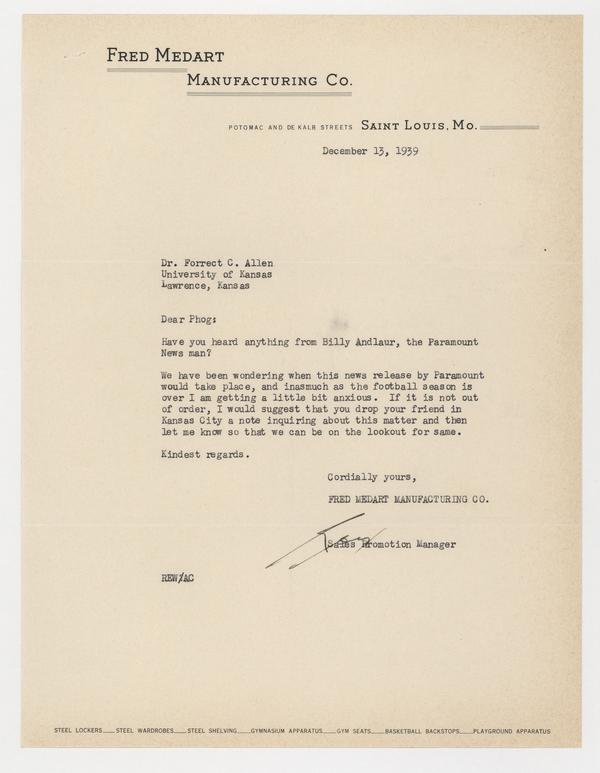 FRED MEDART
MANUFACTURING CO.
POTOMAC AND DE KALB STREETS SAINT LOUIS, MO.
December 13, 1939
Dr. Forrect C. Allen
University of Kansas
Lawrence, Kansas
Dear Phog:
Have you heard anything from Billy Andlaur, the Paramount
News man?
We have been wondering when this news release by Paramount
would take place, and inasmuch as the football season is
over I am getting a little bit anxious. If it is not out
of order, I would suggest that you drop your friend in
Kansas City a note inquiring about this matter and then
let me know so that we can be on the lookout for same.
Kindest regards.
Cordially yours,
FRED MEDART MANUFACTURING CO.
Sales Promotion Manager
REW/AC
STEEL LOCKERS STEEL WARDROBES STEEL SHELVING GYMNASIUM APPARATUS GYM SEATS BASKETBALL BACKSTOPS PLAYGROUND APPARATUS